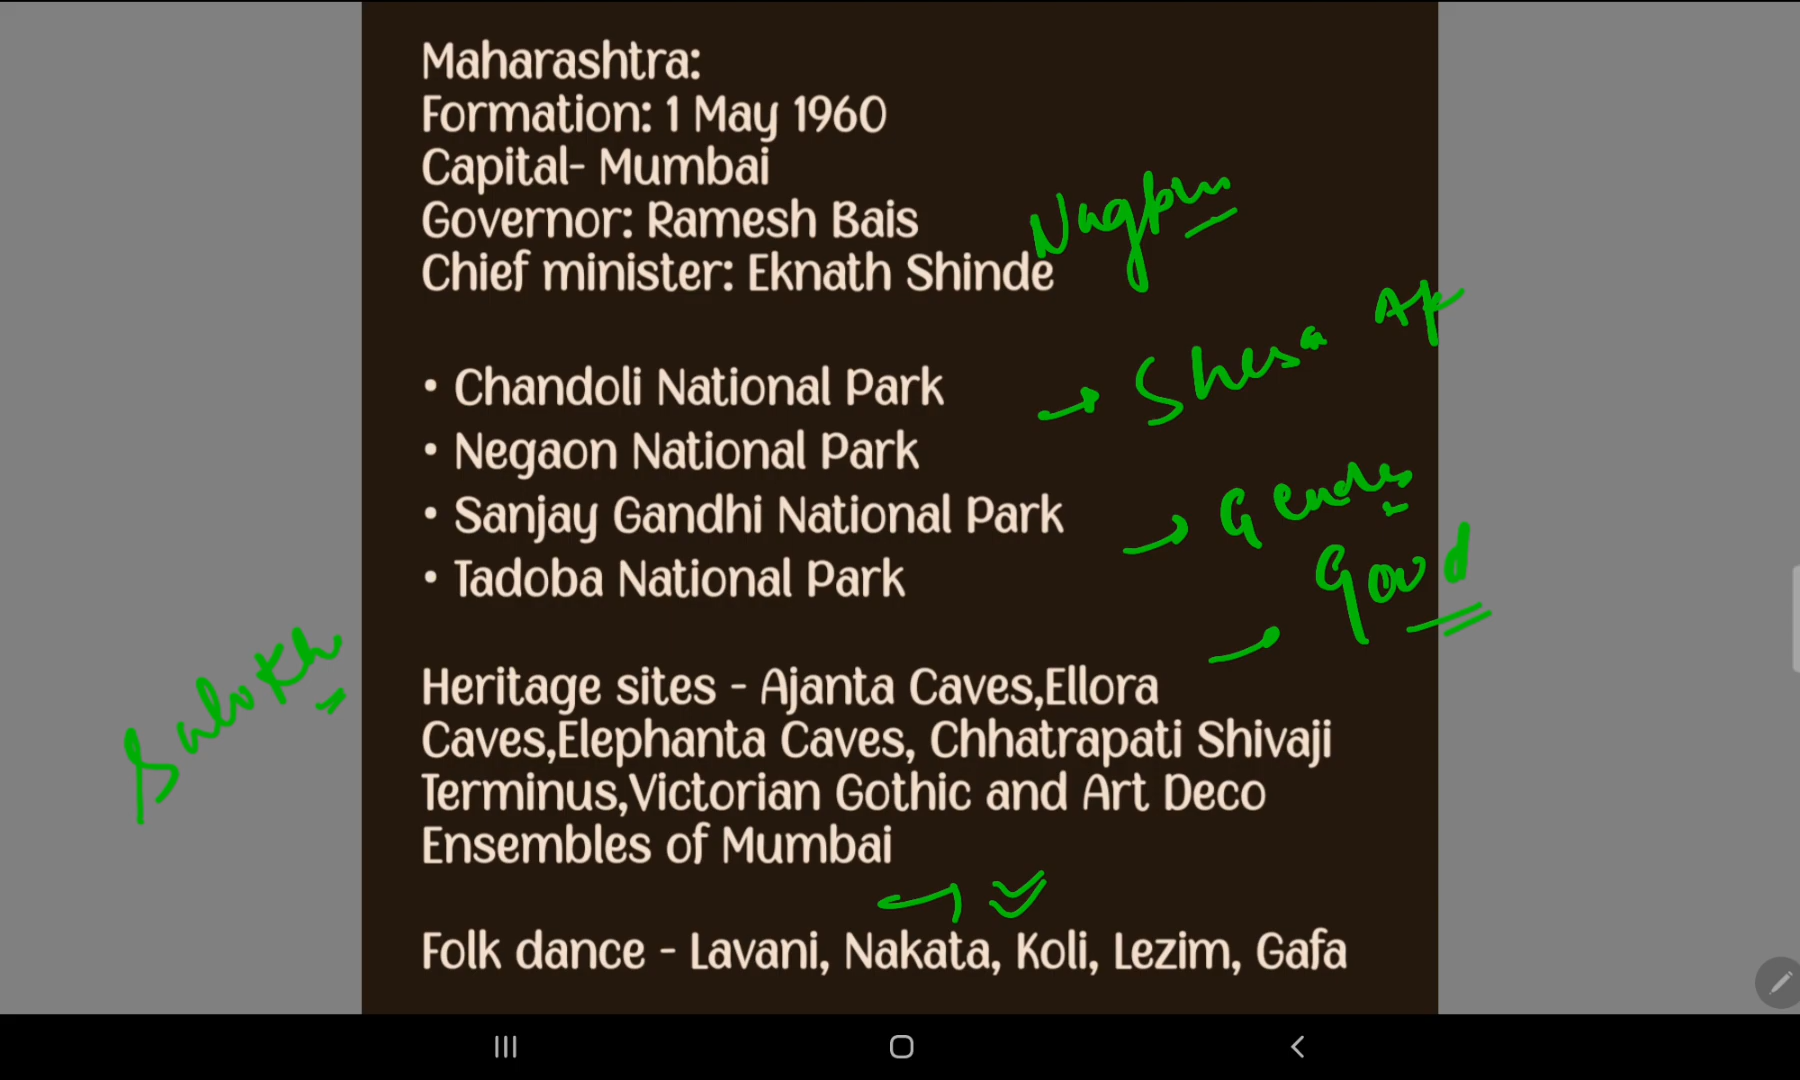 Maharashtra:
Formation: 1 May 1960
Capital- Mumbai
Governor: Ramesh Bais
Nagpur
Chief minister: Eknath Shinde
• Chandoli National Park
• Negaon National Park
• Sanjay Gandhi National Park
• Tadoba National Park
Heritage sites - Ajanta Caves,Ellora
Caves,Elephanta Caves, Chhatrapati Shivaji
Terminus,Victorian Gothic and Art Deco
Ensembles of Mumbai
Folk dance - Lavani, Nakata, Koli, Lezim, Gafa